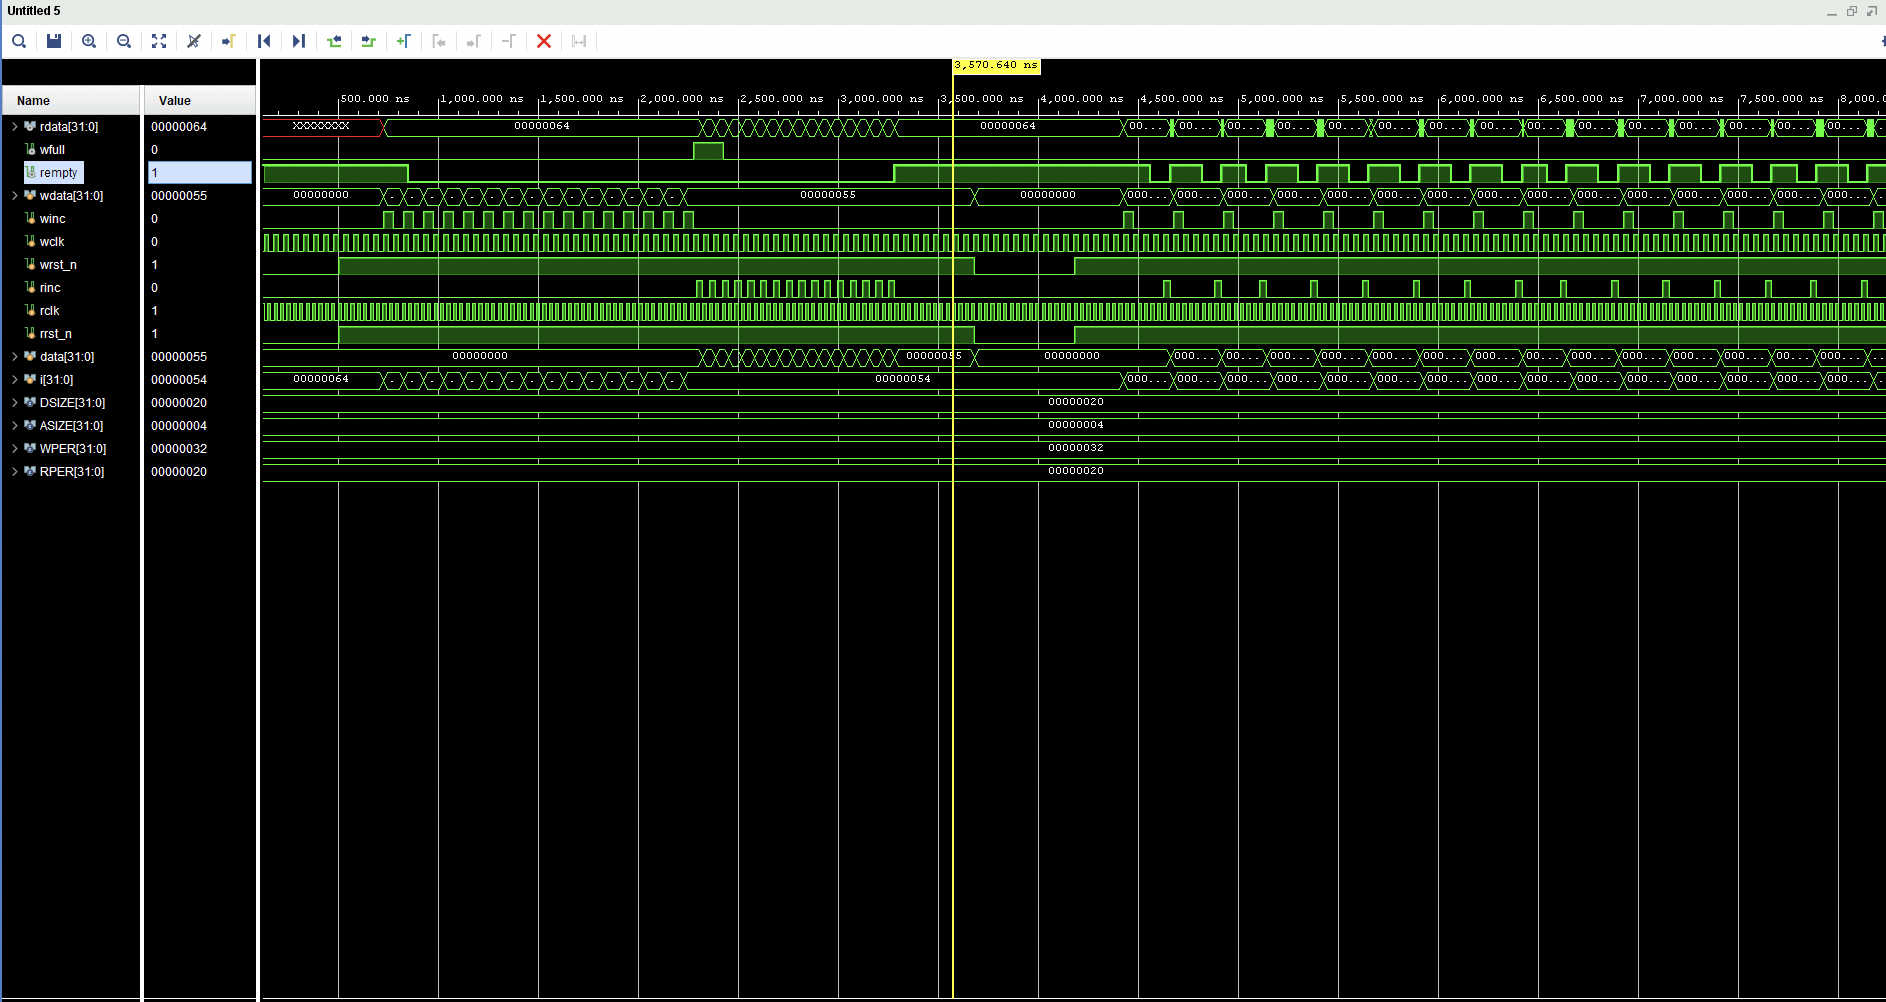 Untitled 5
3,570.640 ns
Name Value
500.000 ns 1,000.000 ns 1,500.000 ns 2,000.000 ns 2,500.000 ns 3,000.000 ns 3,500.000 ns 4,000.000 ns 4,500.000 ns 5,000.000 ns 5,500.000 ns 6,000.000 ns 6,500.000 ns 7,000.000 ns 7,500.000 ns 8,000.0
rdata[31:0] 00000064 XXXXXXXX 00000064 00000064 00... 00... 00... 00... 00... 00... 00... 00... 00... 00... 00... 00... 00... 00... 00...
wfull 0
rempty 1
wdata[31:0] 00000055 00000000 00000055 00000000 000... 000... 000... 000... 000... 000... 000... 000... 000... 000... 000... 000... 000... 000... 000...
winc 0
wclk 0
wrst_n 1
rinc 0
rclk 1
rrst_n 1
data[31:0] 00000055 00000000 00000055 00000000 000... 00... 000... 000... 000... 000... 000... 000... 000... 000... 000... 000... 000... 000...
i[31:0] 00000054 00000064 00000054 000... 000... 000... 000... 000... 000... 000... 000... 000... 000... 000... 000... 000... 000... 000...
DSIZE[31:0] 00000020 00000020
ASIZE[31:0] 00000004 00000004
WPER[31:0] 00000032 00000032
RPER[31:0] 00000020 00000020